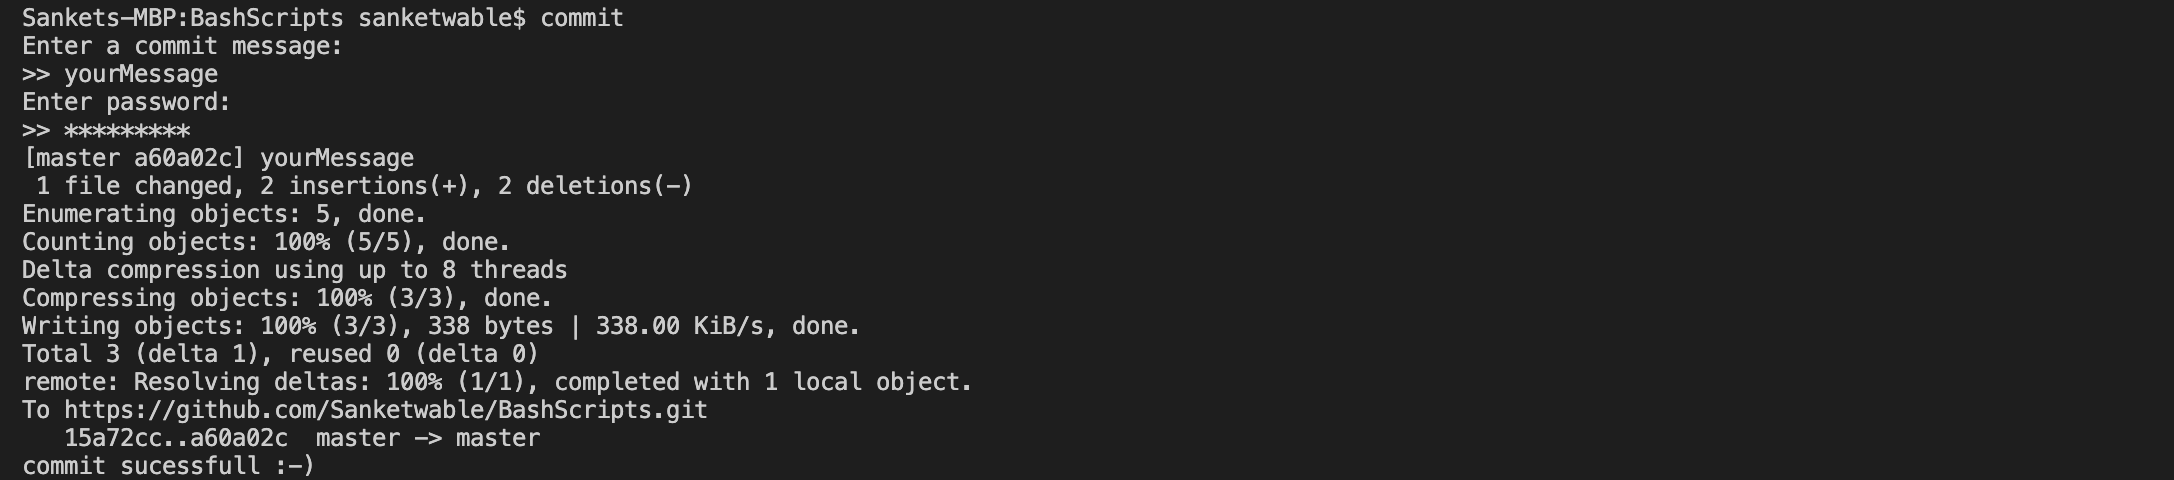 Sankets-MBP:BashScripts sanketwable$ commit
Enter a commit message:
>> yourMessage
Enter password:
>> *********
[master a60a02c] yourMessage
 1 file changed, 2 insertions(+), 2 deletions(-)
Enumerating objects: 5, done.
Counting objects: 100% (5/5), done.
Delta compression using up to 8 threads
Compressing objects: 100% (3/3), done.
Writing objects: 100% (3/3), 338 bytes | 338.00 KiB/s, done.
Total 3 (delta 1), reused 0 (delta 0)
remote: Resolving deltas: 100% (1/1), completed with 1 local object.
To https://github.com/Sanketwable/BashScripts.git
   15a72cc..a60a02c  master -> master
commit sucessfull :-)